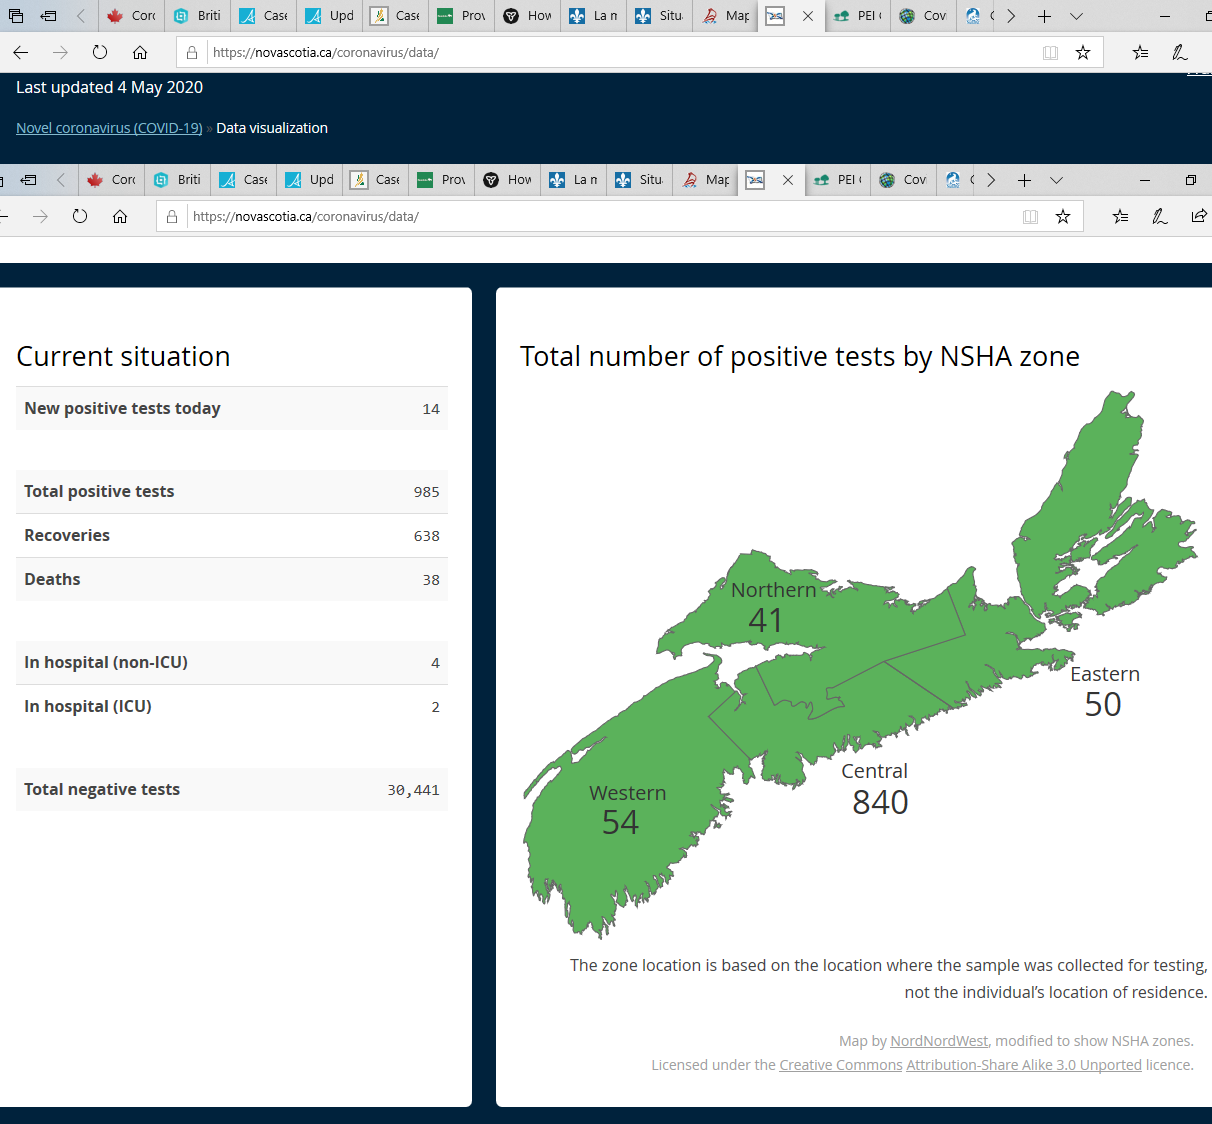 Corc Briti Case Upd Case Prov How La n Situ Map PEI ( Cov
https://novascotia.ca/coronavirus/data/
Last updated 4 May 2020
Novel coronavirus (COVID-19) » Data visualization
Corc Briti Case Upd Case Prov How La n Situ Map PEI ( Cov
https://novascotia.ca/coronavirus/data/
Current situation
New positive tests today 14
Total positive tests 985
Recoveries 638
Deaths 38
In hospital (non-ICU) 4
In hospital (ICU) 2
Total negative tests 30,441
Total number of positive tests by NSHA zone
Northern
41
Eastern
50
Central
840
Western
54
The zone location is based on the location where the sample was collected for testing,
not the individual's location of residence.
Map by NordNordWest, modified to show NSHA zones.
Licensed under the Creative Commons Attribution-Share Alike 3.0 Unported licence.